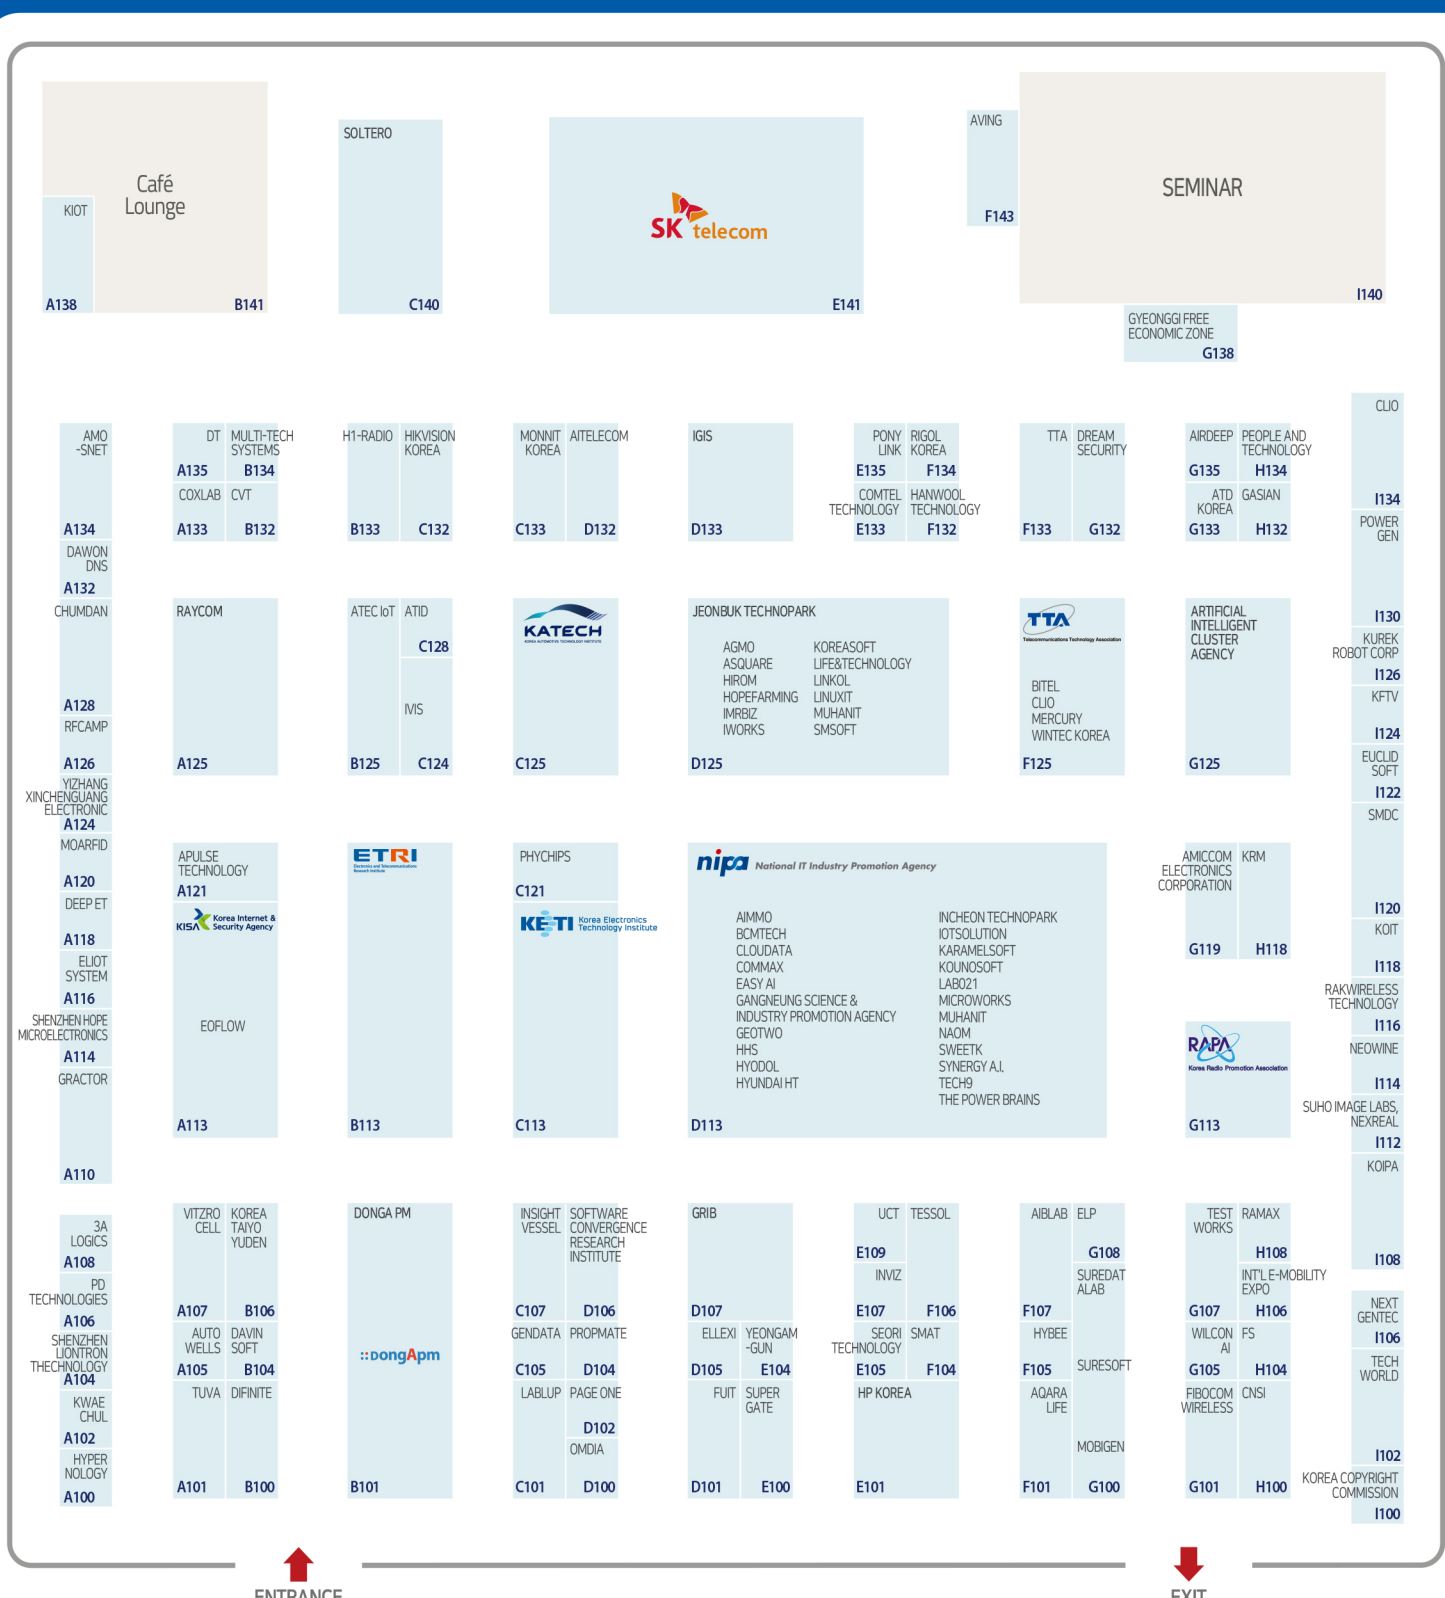 Café
Lounge
KIOT
A138
B141
SOLTERO
C140
SK telecom
E141
AVING
F143
SEMINAR
I140
GYEONGGI FREE
ECONOMIC ZONE
G138
AMO
-SNET
A134
DAWON
DNS
A132
CHUMDAN
A128
RFCAMP
A126
YIZHANG
XINCHENGUANG
ELECTRONIC
A124
MOARFID
A120
DEEP ET
A118
ELIOT
SYSTEM
A116
SHENZHEN HOPE
MICROELECTRONICS
A114
GRACTOR
A110
3A
LOGICS
A108
PD
TECHNOLOGIES
A106
SHENZHEN
LIONTRON
THECHNOLOGY
A104
KWAE
CHUL
A102
HYPER
NOLOGY
A100
DT
A135
MULTI-TECH
SYSTEMS
B134
COXLAB
A133
CVT
B132
H1-RADIO
B133
HIKVISION
KOREA
C132
MONNIT
KOREA
C133
AITELECOM
D132
IGIS
D133
PONY
LINK
E135
RIGOL
KOREA
F134
COMTEL
TECHNOLOGY
E133
HANWOOL
TECHNOLOGY
F132
TTA
F133
DREAM
SECURITY
G132
AIRDEEP
G135
PEOPLE AND
TECHNOLOGY
H134
ATD
KOREA
G133
GASIAN
H132
RAYCOM
A125
ATEC IoT
B125
ATID
C128
IVIS
C124
KATECH
KOREA AUTOMOTIVE TECHNOLOGY INSTITUTE
C125
JEONBUK TECHNOPARK
AGMO
ASQUARE
HIROM
HOPEFARMING
IMRBIZ
IWORKS
KOREASOFT
LIFE&TECHNOLOGY
LINKOL
LINUXIT
MUHANIT
SMSOFT
D125
TTA
Telecommunications Technology Association
BITEL
CLIO
MERCURY
WINTEC KOREA
F125
ARTIFICIAL
INTELLIGENT
CLUSTER
AGENCY
G125
APULSE
TECHNOLOGY
A121
KISA Korea Internet &
Security Agency
EOFLOW
A113
ETRI
Electronics and Telecommunications
Research Institute
B113
PHYCHIPS
C121
KETI Korea Electronics
Technology Institute
C113
nipa National IT Industry Promotion Agency
AIMMO
BCMTECH
CLOUDATA
COMMAX
EASY AI
GANGNEUNG SCIENCE &
INDUSTRY PROMOTION AGENCY
GEOTWO
HHS
HYODOL
HYUNDAI HT
INCHEON TECHNOPARK
IOTSOLUTION
KARAMELSOFT
KOUNOSOFT
LAB021
MICROWORKS
MUHANIT
NAOM
SWEETK
SYNERGY A.I.
TECH9
THE POWER BRAINS
D113
AMICCOM
ELECTRONICS
CORPORATION
G119
KRM
H118
RAPA
Korea Radio Promotion Association
G113
VITZRO
CELL
A107
KOREA
TAIYO
YUDEN
B106
AUTO
WELLS
A105
DAVIN
SOFT
B104
TUVA
A101
DIFINITE
B100
DONGA PM
::DongApm
B101
INSIGHT
VESSEL
C107
SOFTWARE
CONVERGENCE
RESEARCH
INSTITUTE
D106
GENDATA
C105
PROPMATE
D104
LABLUP
C101
PAGE ONE
D102
OMDIA
D100
GRIB
D107
ELLEXI
D105
YEONGAM
-GUN
E104
FUIT
D101
SUPER
GATE
E100
UCT
E109
TESSOL
F106
INVIZ
E107
SEORI
TECHNOLOGY
E105
SMAT
F104
HP KOREA
E101
AIBLAB
F107
ELP
G108
SUREDAT
ALAB
HYBEE
F105
SURESOFT
AQARA
LIFE
F101
MOBIGEN
G100
TEST
WORKS
G107
RAMAX
H108
INT'L E-MOBILITY
EXPO
H106
WILCON
AI
G105
FS
H104
FIBOCOM
WIRELESS
G101
CNSI
H100
CLIO
I134
POWER
GEN
I130
KUREK
ROBOT CORP
I126
KFTV
I124
EUCLID
SOFT
I122
SMDC
I120
KOIT
I118
RAKWIRELESS
TECHNOLOGY
I116
NEOWINE
I114
SUHO IMAGE LABS,
NEXREAL
I112
KOIPA
I108
NEXT
GENTEC
I106
TECH
WORLD
I102
KOREA COPYRIGHT
COMMISSION
I100
ENTRANCE
EXIT